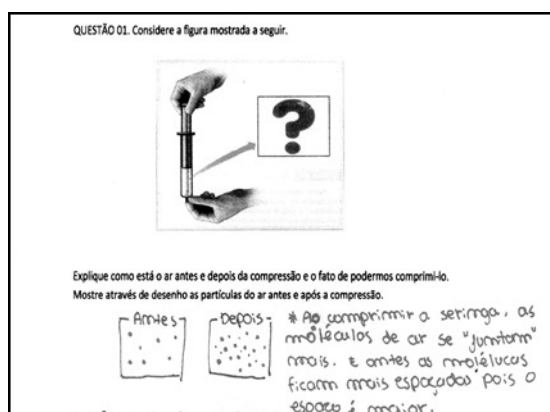 QUESTÃO 01. Considere a figura mostrada a seguir.
?
Explique como está o ar antes e depois da compressão e o fato de podermos comprimi-lo.
Mostre através de desenho as partículas do ar antes e após a compressão.
Antes
Depois
* Ao comprimir a seringa, as
moléculos de ar se "juntam"
mais. E antes as molélucas
ficam mais espaçadas pois o
espaço é maior.